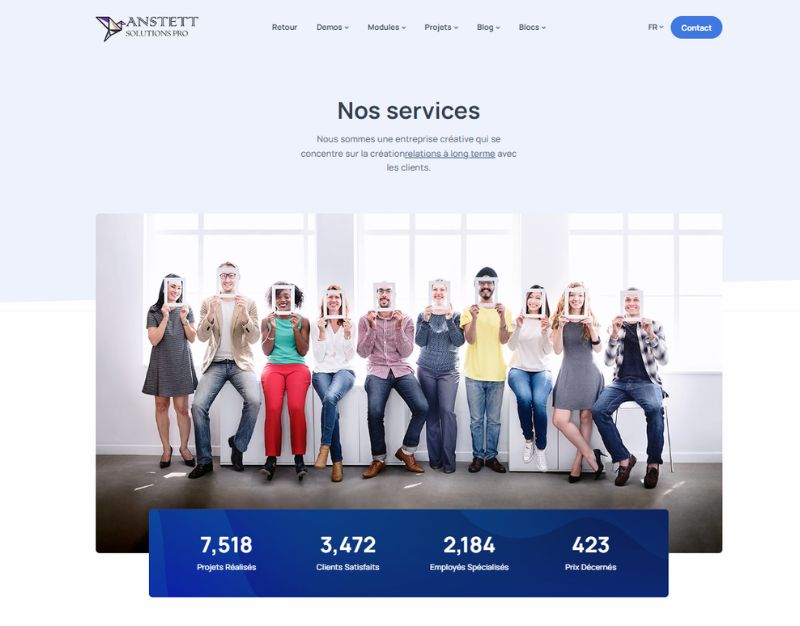 ANSTETT
SOLUTIONS PRO
Retour
Demos
Modules
Projets
Blog
Blocs
FR
Contact
Nos services
Nous sommes une entreprise créative qui se
concentre sur la créationrelations à long terme avec
les clients.
7,518
Projets Réalisés
3,472
Clients Satisfaits
2,184
Employés Spécialisés
423
Prix Décernés